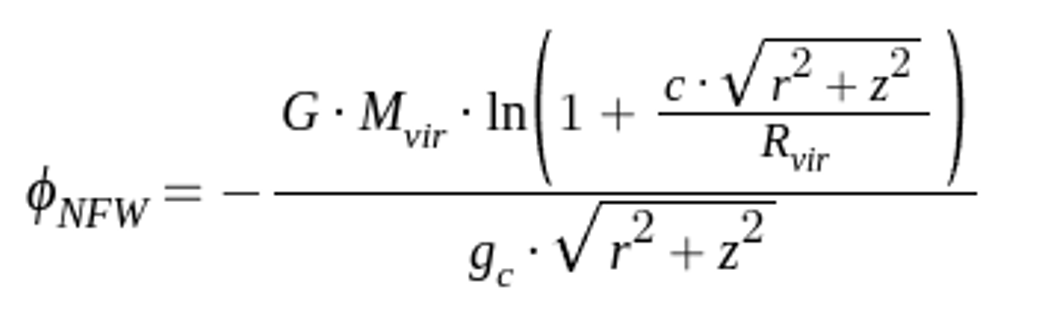 ϕ_NFW = − (G · M_vir · ln(1 + (c · √(r² + z²)) / R_vir)) / (g_c · √(r² + z²))